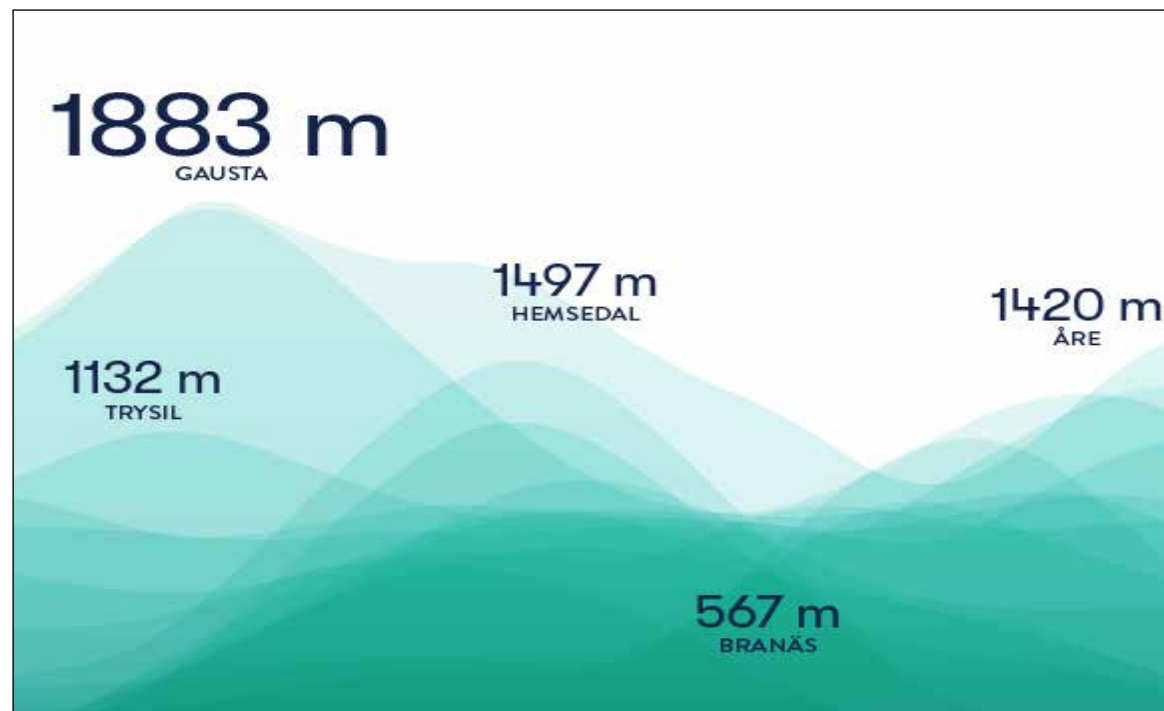 1883 m
GAUSTA
1497 m
HEMSEDAL
1420 m
ÅRE
1132 m
TRYSIL
567 m
BRANÄS